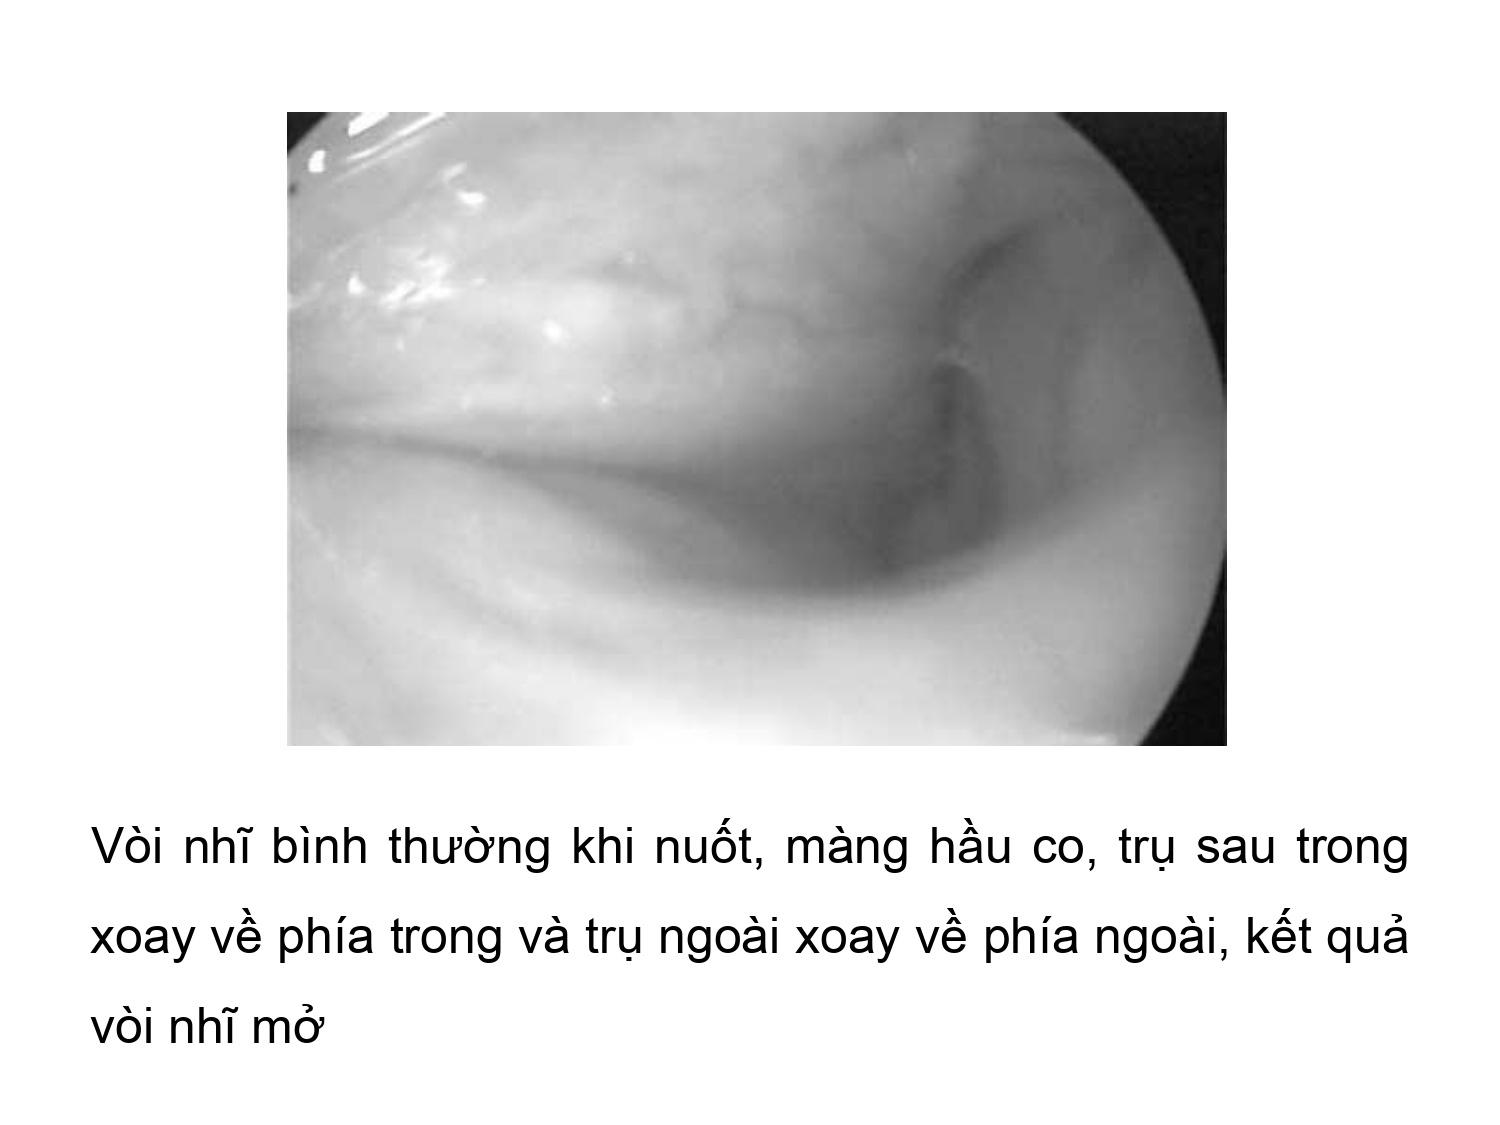 Vòi nhĩ bình thường khi nuốt, màng hầu co, trụ sau trong
xoay về phía trong và trụ ngoài xoay về phía ngoài, kết quả
vòi nhĩ mở